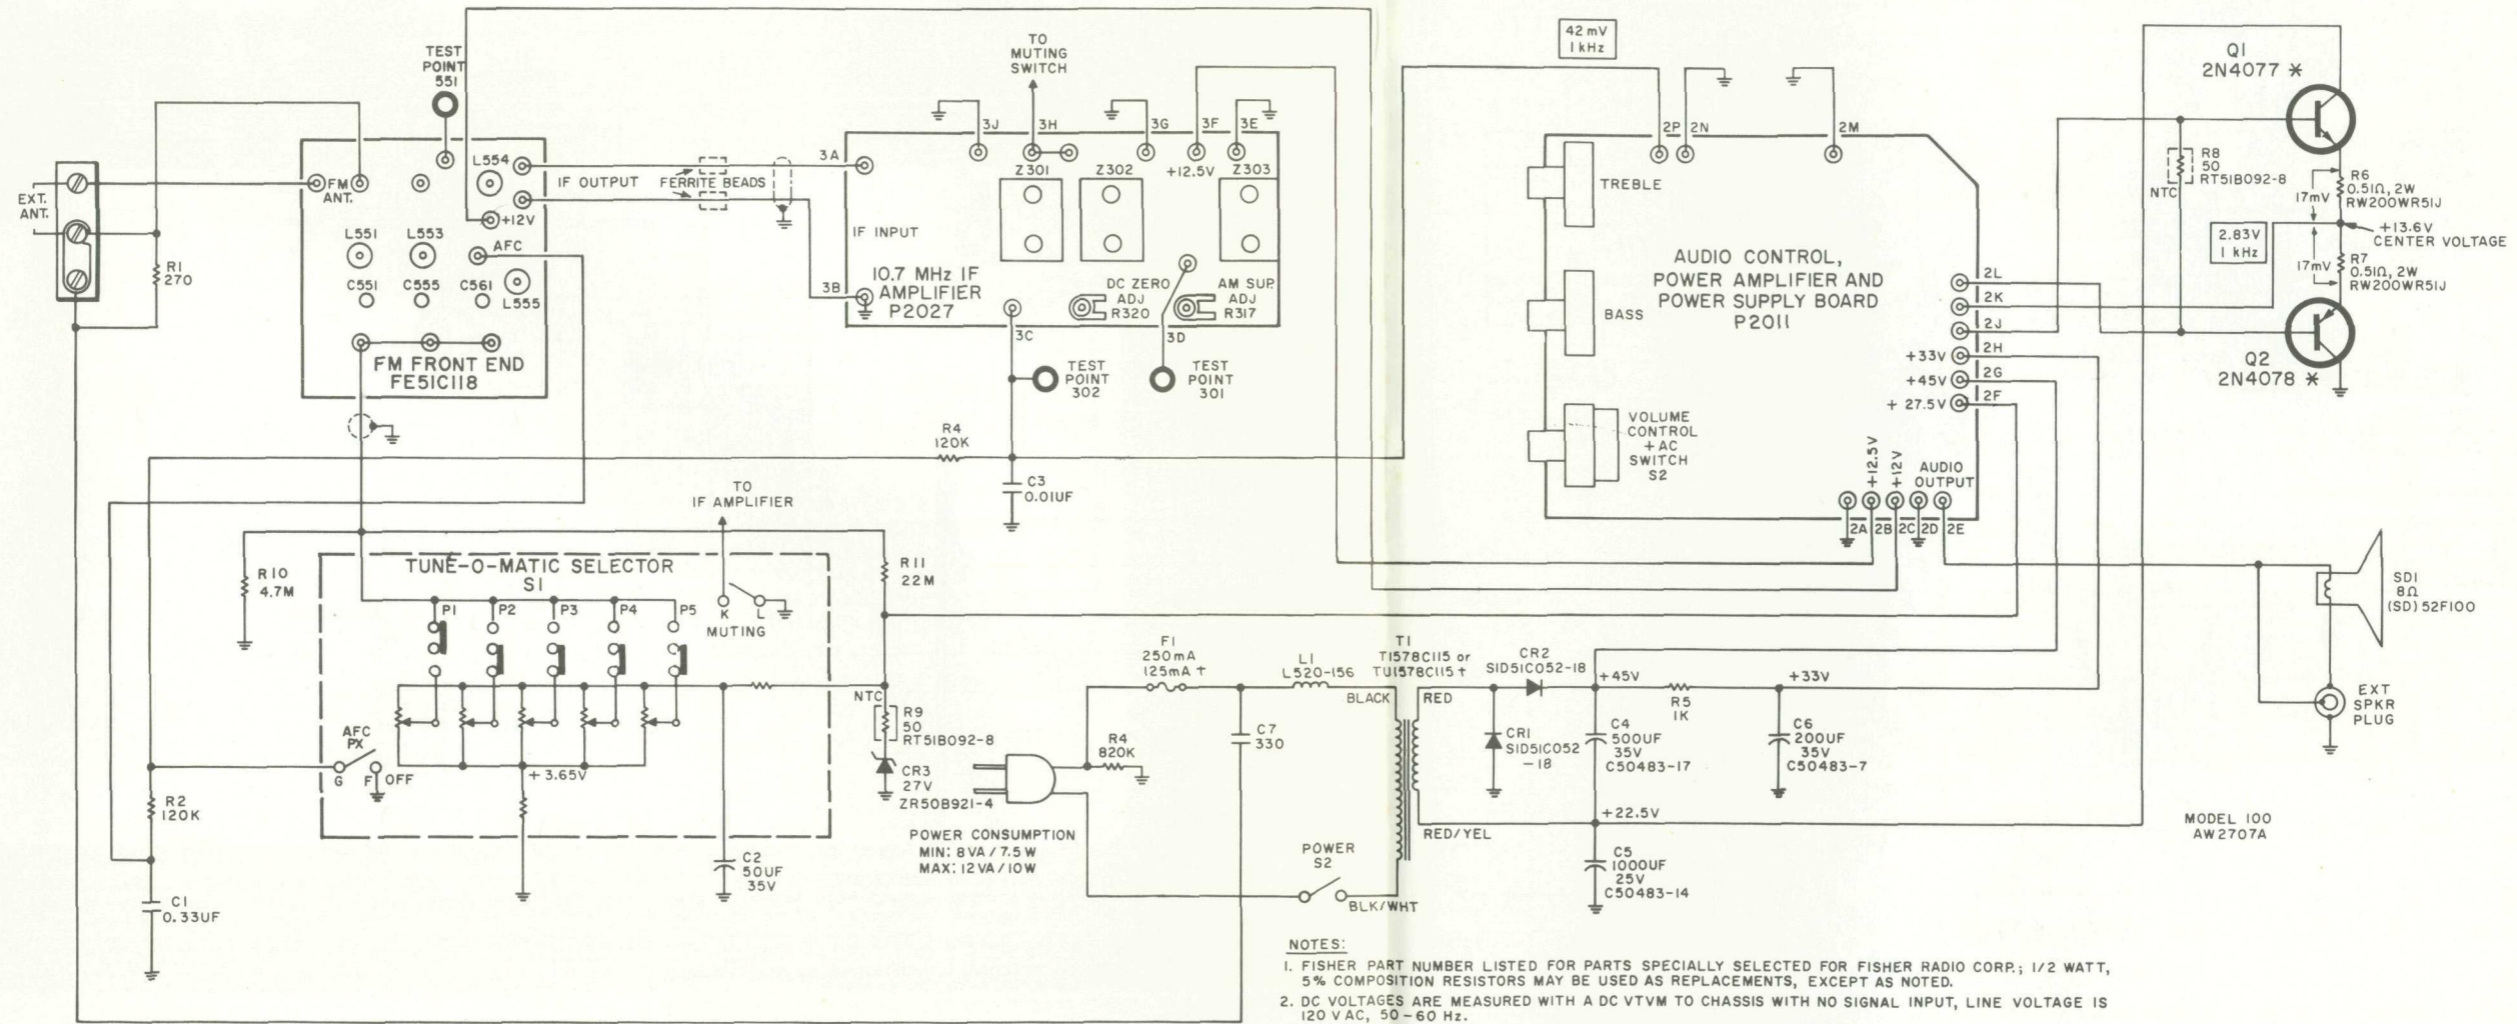 TEST
POINT
551
EXT.
ANT.
R1
270
FM
ANT.
L554
+12V
L551
L553
AFC
C551
C555
C561
L555
FM FRONT END
FE51C118
IF OUTPUT
FERRITE BEADS
TO
MUTING
SWITCH
3A
3J
3H
3G
3F
3E
Z301
Z302
+12.5V
Z303
IF INPUT
10.7 MHz IF
AMPLIFIER
P2027
3B
DC ZERO
ADJ
R320
AM SUP.
ADJ
R317
3C
3D
TEST
POINT
302
TEST
POINT
301
R4
120K
C3
0.01UF
42 mV
1 kHz
2P
2N
2M
TREBLE
BASS
VOLUME
CONTROL
+AC
SWITCH
S2
AUDIO CONTROL,
POWER AMPLIFIER AND
POWER SUPPLY BOARD
P2011
2L
2K
2J
+33V
2H
+45V
2G
+ 27.5V
2F
+12.5V
+12V
AUDIO
OUTPUT
2A
2B
2C
2D
2E
Q1
2N4077 *
R8
50
RT51B092-8
NTC
R6
0.51Ω, 2W
RW200WR51J
17mV
2.83V
1 kHz
+13.6V
CENTER VOLTAGE
17mV
R7
0.51Ω, 2W
RW200WR51J
Q2
2N4078 *
TO
IF AMPLIFIER
R10
4.7M
TUNE-O-MATIC SELECTOR
S1
P1
P2
P3
P4
P5
K
L
MUTING
R11
22M
AFC
PX
G
F
OFF
+ 3.65V
R2
120K
C1
0.33UF
C2
50UF
35V
NTC
R9
50
RT51B092-8
CR3
27V
ZR50B921-4
POWER CONSUMPTION
MIN: 8VA / 7.5 W
MAX: 12VA / 10W
F1
250mA
125mA †
L1
L520-156
R4
820K
C7
330
POWER
S2
T1
T1578C115 or
TU1578C115 †
BLACK
RED
BLK/WHT
RED/YEL
CR2
SID51C052-18
CR1
SID51C052
-18
+45V
R5
1K
+33V
C4
500UF
35V
C50483-17
C6
200UF
35V
C50483-7
+22.5V
C5
1000UF
25V
C50483-14
SD1
8Ω
(SD) 52F100
EXT
SPKR
PLUG
MODEL 100
AW2707A
NOTES:
1. FISHER PART NUMBER LISTED FOR PARTS SPECIALLY SELECTED FOR FISHER RADIO CORP.; 1/2 WATT,
5% COMPOSITION RESISTORS MAY BE USED AS REPLACEMENTS, EXCEPT AS NOTED.
2. DC VOLTAGES ARE MEASURED WITH A DC VTVM TO CHASSIS WITH NO SIGNAL INPUT, LINE VOLTAGE IS
120 V AC, 50-60 Hz.